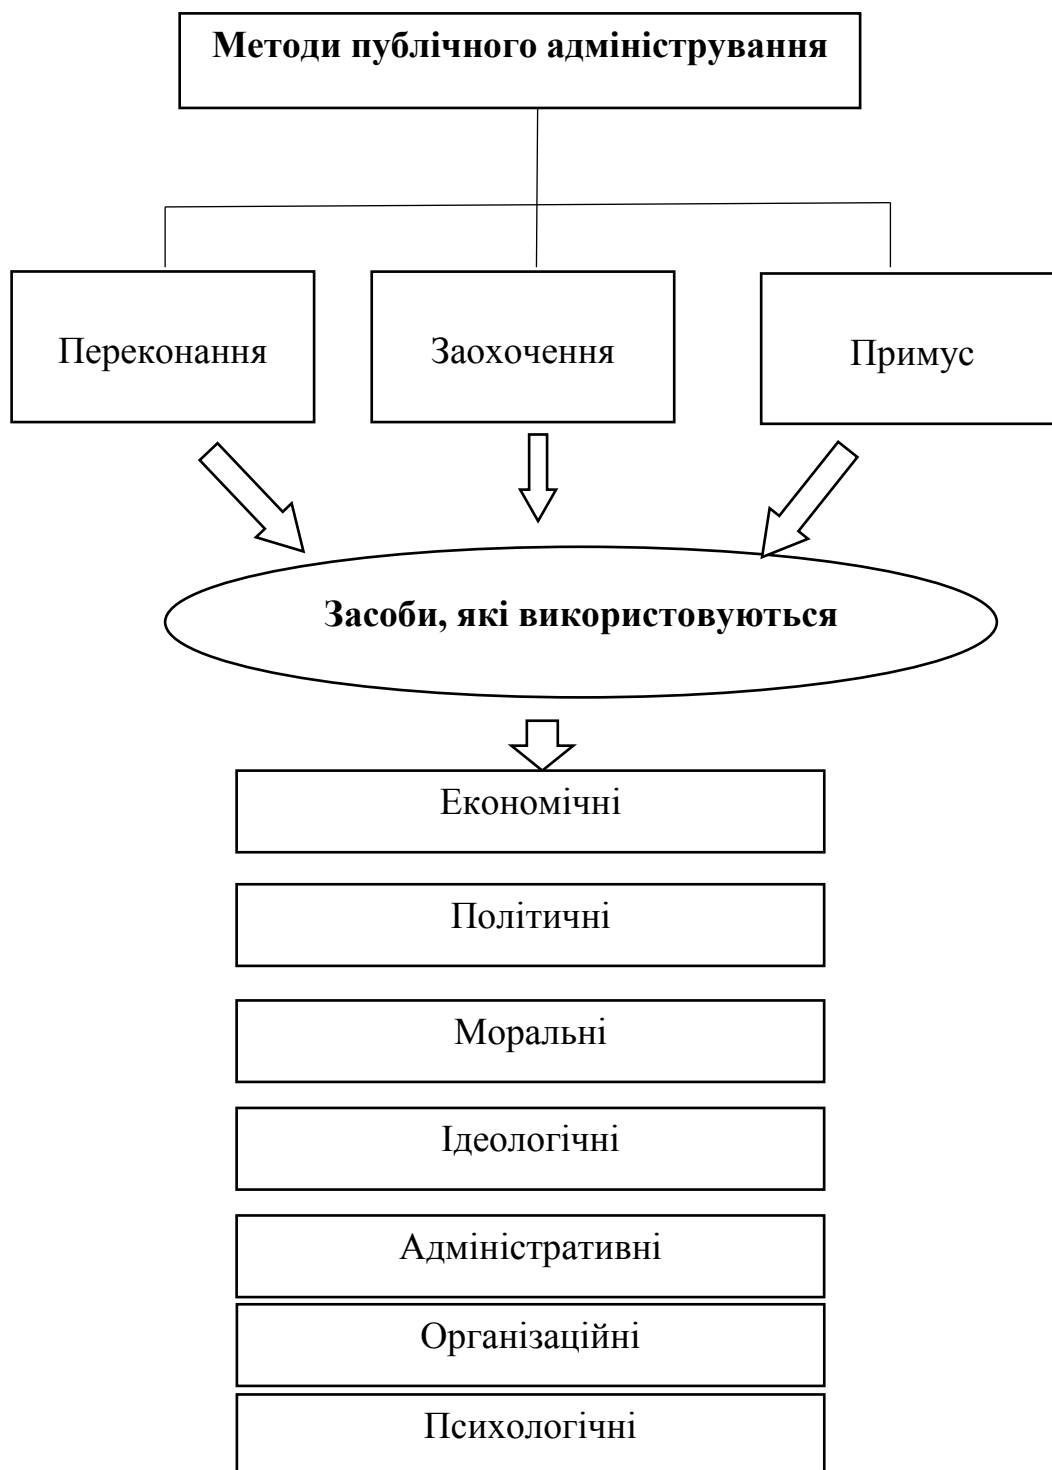 Методи публічного адміністрування
Переконання
Заохочення
Примус
Засоби, які використовуються
Економічні
Політичні
Моральні
Ідеологічні
Адміністративні
Організаційні
Психологічні